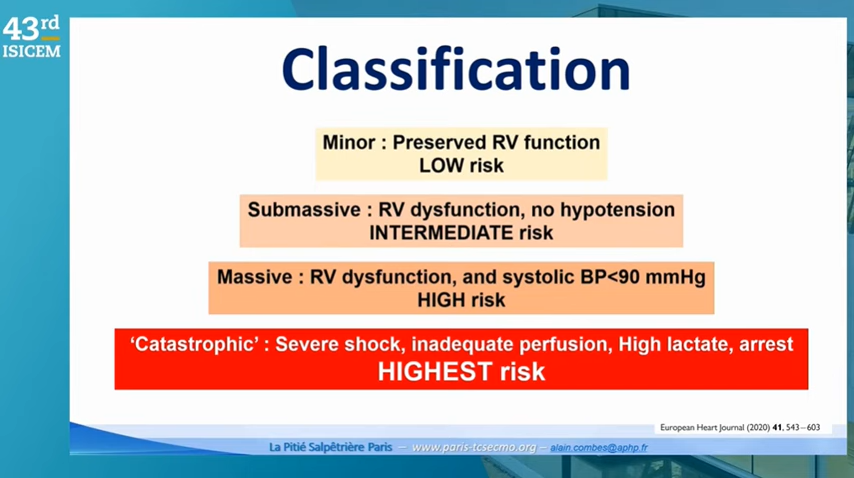 43rd
ISICEM
Classification
Minor : Preserved RV function
LOW risk
Submassive : RV dysfunction, no hypotension
INTERMEDIATE risk
Massive : RV dysfunction, and systolic BP<90 mmHg
HIGH risk
‘Catastrophic’ : Severe shock, inadequate perfusion, High lactate, arrest
HIGHEST risk
European Heart Journal (2020) 41, 543–603
La Pitié Salpêtrière Paris – www.paris-tcsecmo.org – alain.combes@aphp.fr